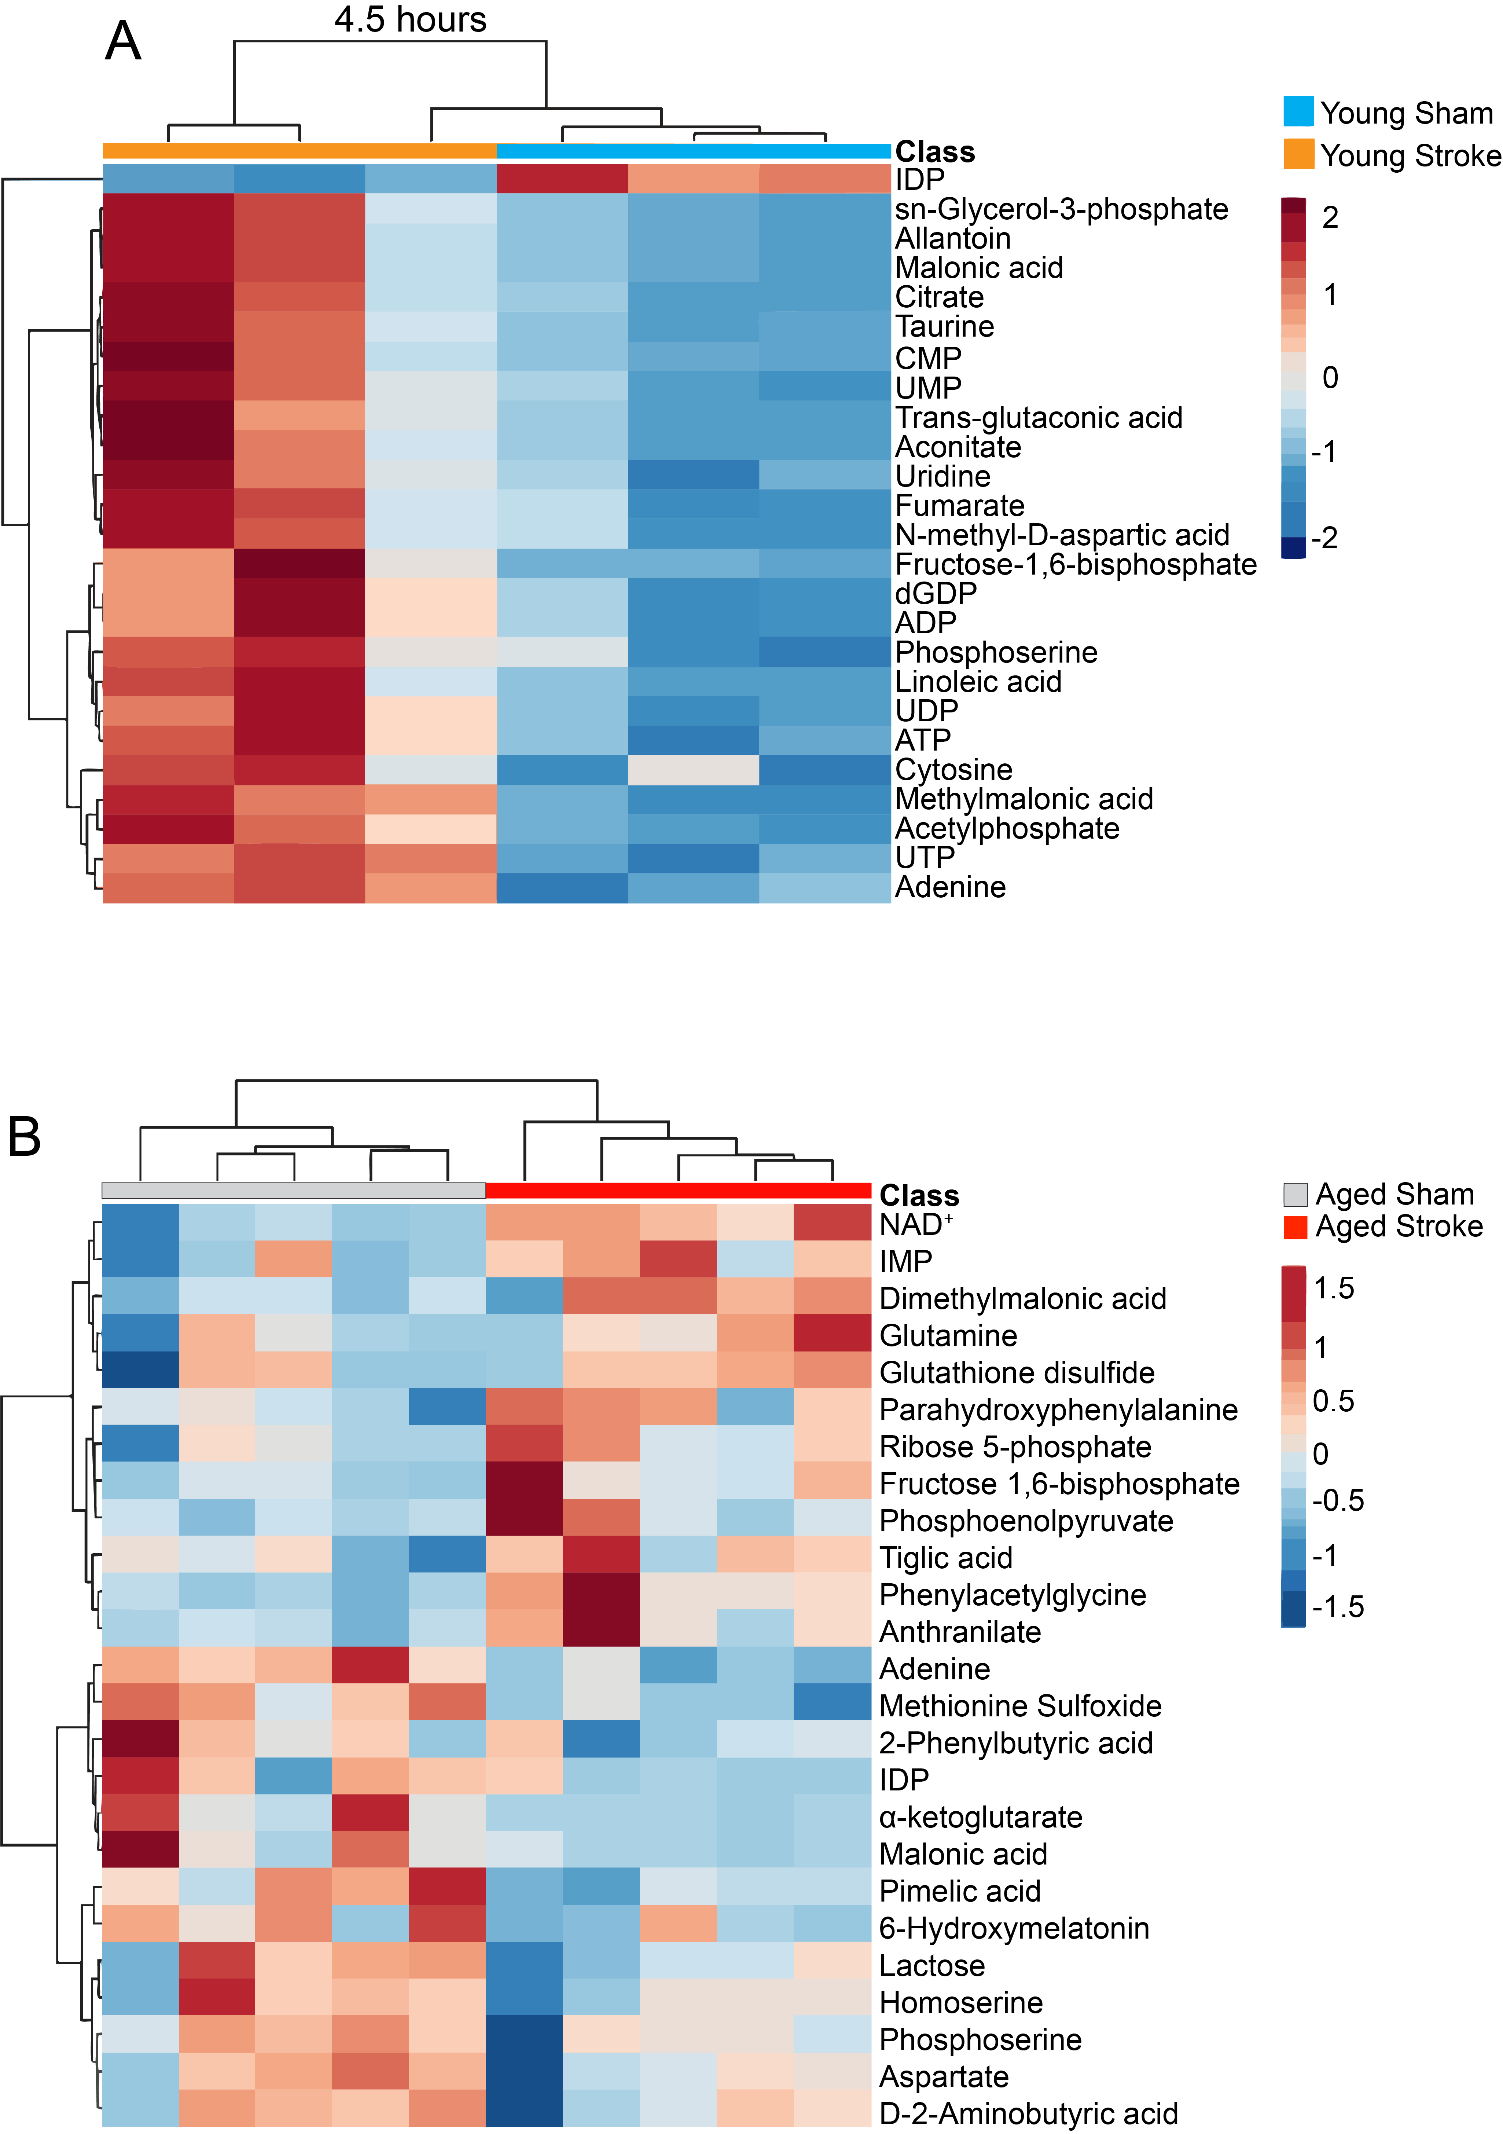 A
4.5 hours
Class
Young Sham
Young Stroke
IDP
sn-Glycerol-3-phosphate
Allantoin
Malonic acid
Citrate
Taurine
CMP
UMP
Trans-glutaconic acid
Aconitate
Uridine
Fumarate
N-methyl-D-aspartic acid
Fructose-1,6-bisphosphate
dGDP
ADP
Phosphoserine
Linoleic acid
UDP
ATP
Cytosine
Methylmalonic acid
Acetylphosphate
UTP
Adenine
2
1
0
-1
-2
B
Class
Aged Sham
Aged Stroke
NAD+
IMP
Dimethylmalonic acid
Glutamine
Glutathione disulfide
Parahydroxyphenylalanine
Ribose 5-phosphate
Fructose 1,6-bisphosphate
Phosphoenolpyruvate
Tiglic acid
Phenylacetylglycine
Anthranilate
Adenine
Methionine Sulfoxide
2-Phenylbutyric acid
IDP
α-ketoglutarate
Malonic acid
Pimelic acid
6-Hydroxymelatonin
Lactose
Homoserine
Phosphoserine
Aspartate
D-2-Aminobutyric acid
1.5
1
0.5
0
-0.5
-1
-1.5